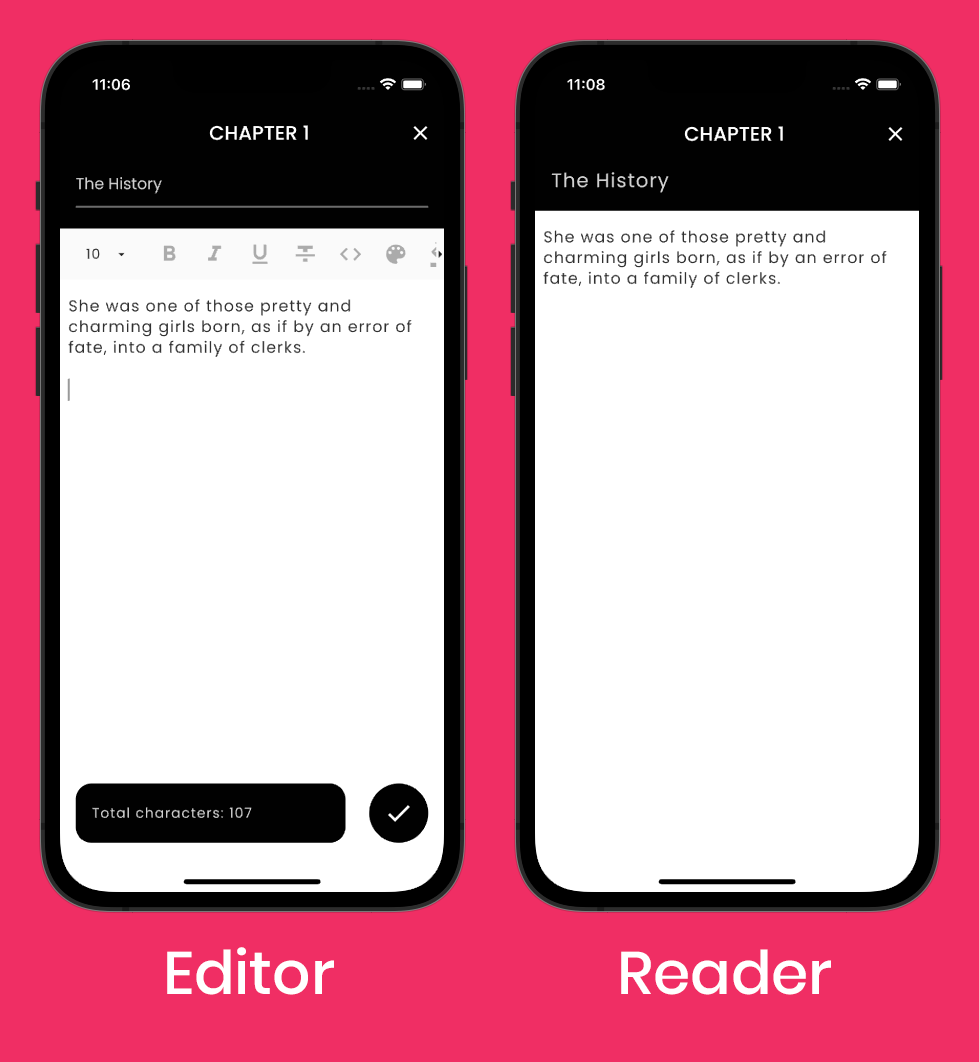 11:06
CHAPTER 1
The History
10
B I U
She was one of those pretty and
charming girls born, as if by an error of
fate, into a family of clerks.
Total characters: 107
Editor
11:08
CHAPTER 1
The History
She was one of those pretty and
charming girls born, as if by an error of
fate, into a family of clerks.
Reader